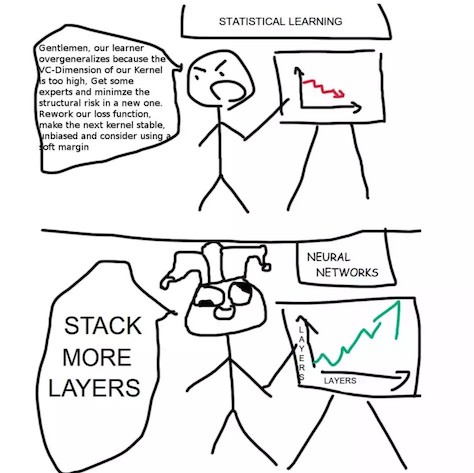 STATISTICAL LEARNING
Gentlemen, our learner
overgeneralizes because the
VC-Dimension of our Kernel
is too high, Get some
experts and minimze the
structural risk in a new one.
Rework our loss function,
make the next kernel stable,
unbiased and consider using a
soft margin
NEURAL
NETWORKS
STACK
MORE
LAYERS
LAYERS
LAYERS